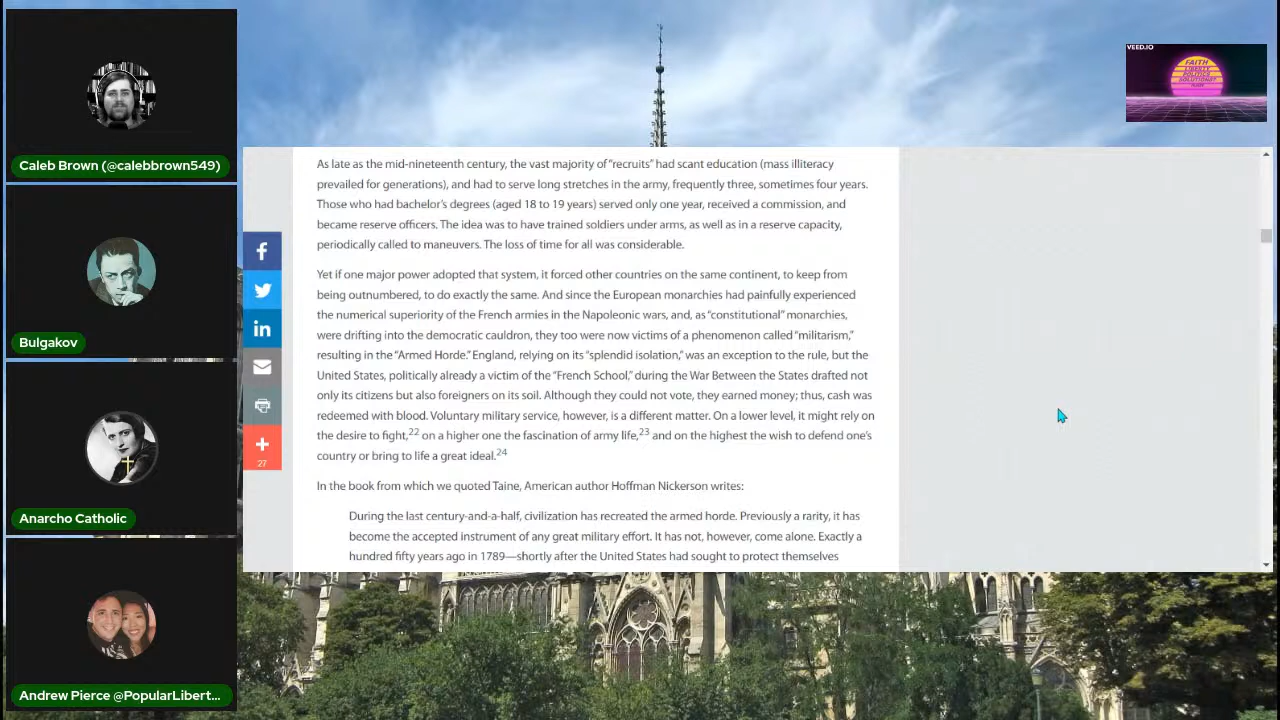 VEED.IO
FAITH
LIBERTY
POLITICS
Caleb Brown (@calebbrown549)
Bulgakov
Anarcho Catholic
Andrew Pierce @PopularLibert...
27
As late as the mid-nineteenth century, the vast majority of "recruits" had scant education (mass illiteracy
prevailed for generations), and had to serve long stretches in the army, frequently three, sometimes four years.
Those who had bachelor's degrees (aged 18 to 19 years) served only one year, received a commission, and
became reserve officers. The idea was to have trained soldiers under arms, as well as in a reserve capacity,
periodically called to maneuvers. The loss of time for all was considerable.
Yet if one major power adopted that system, it forced other countries on the same continent, to keep from
being outnumbered, to do exactly the same. And since the European monarchies had painfully experienced
the numerical superiority of the French armies in the Napoleonic wars, and, as "constitutional" monarchies,
were drifting into the democratic cauldron, they too were now victims of a phenomenon called "militarism,"
resulting in the "Armed Horde." England, relying on its "splendid isolation," was an exception to the rule, but the
United States, politically already a victim of the "French School," during the War Between the States drafted not
only its citizens but also foreigners on its soil. Although they could not vote, they earned money; thus, cash was
redeemed with blood. Voluntary military service, however, is a different matter. On a lower level, it might rely on
the desire to fight,22 on a higher one the fascination of army life,23 and on the highest the wish to defend one's
country or bring to life a great ideal.24
In the book from which we quoted Taine, American author Hoffman Nickerson writes:
During the last century-and-a-half, civilization has recreated the armed horde. Previously a rarity, it has
become the accepted instrument of any great military effort. It has not, however, come alone. Exactly a
hundred fifty years ago in 1789—shortly after the United States had sought to protect themselves